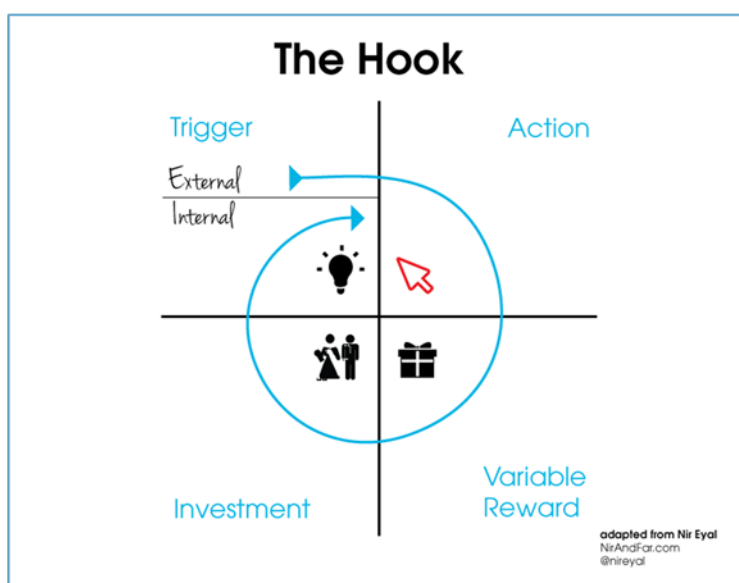 The Hook
Trigger
Action
External
Internal
Investment
Variable
Reward
adapted from Nir Eyal
NirAndFar.com
@nireyal